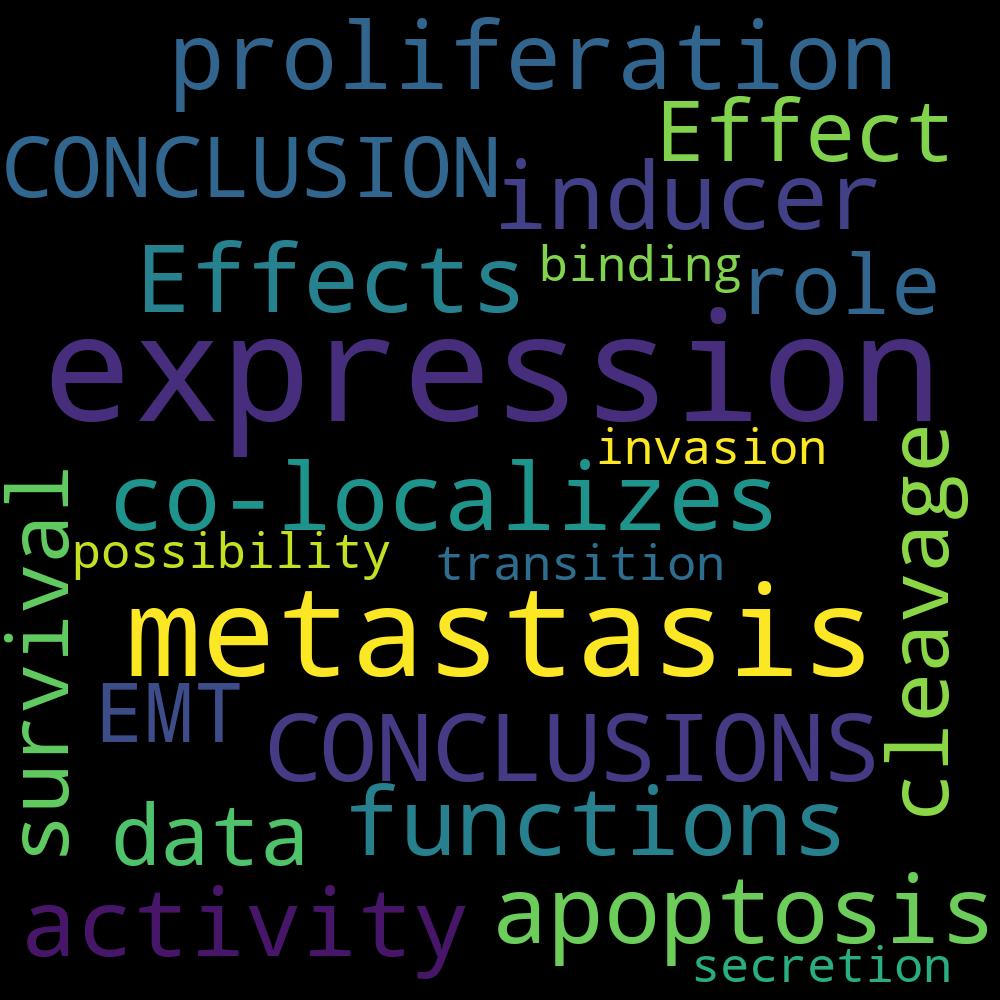 proliferation
Effect
CONCLUSION
inducer
Effects
binding
role
expression
invasion
co-localizes
cleavage
survival
possibility
transition
metastasis
EMT
CONCLUSIONS
functions
data
apoptosis
activity
secretion